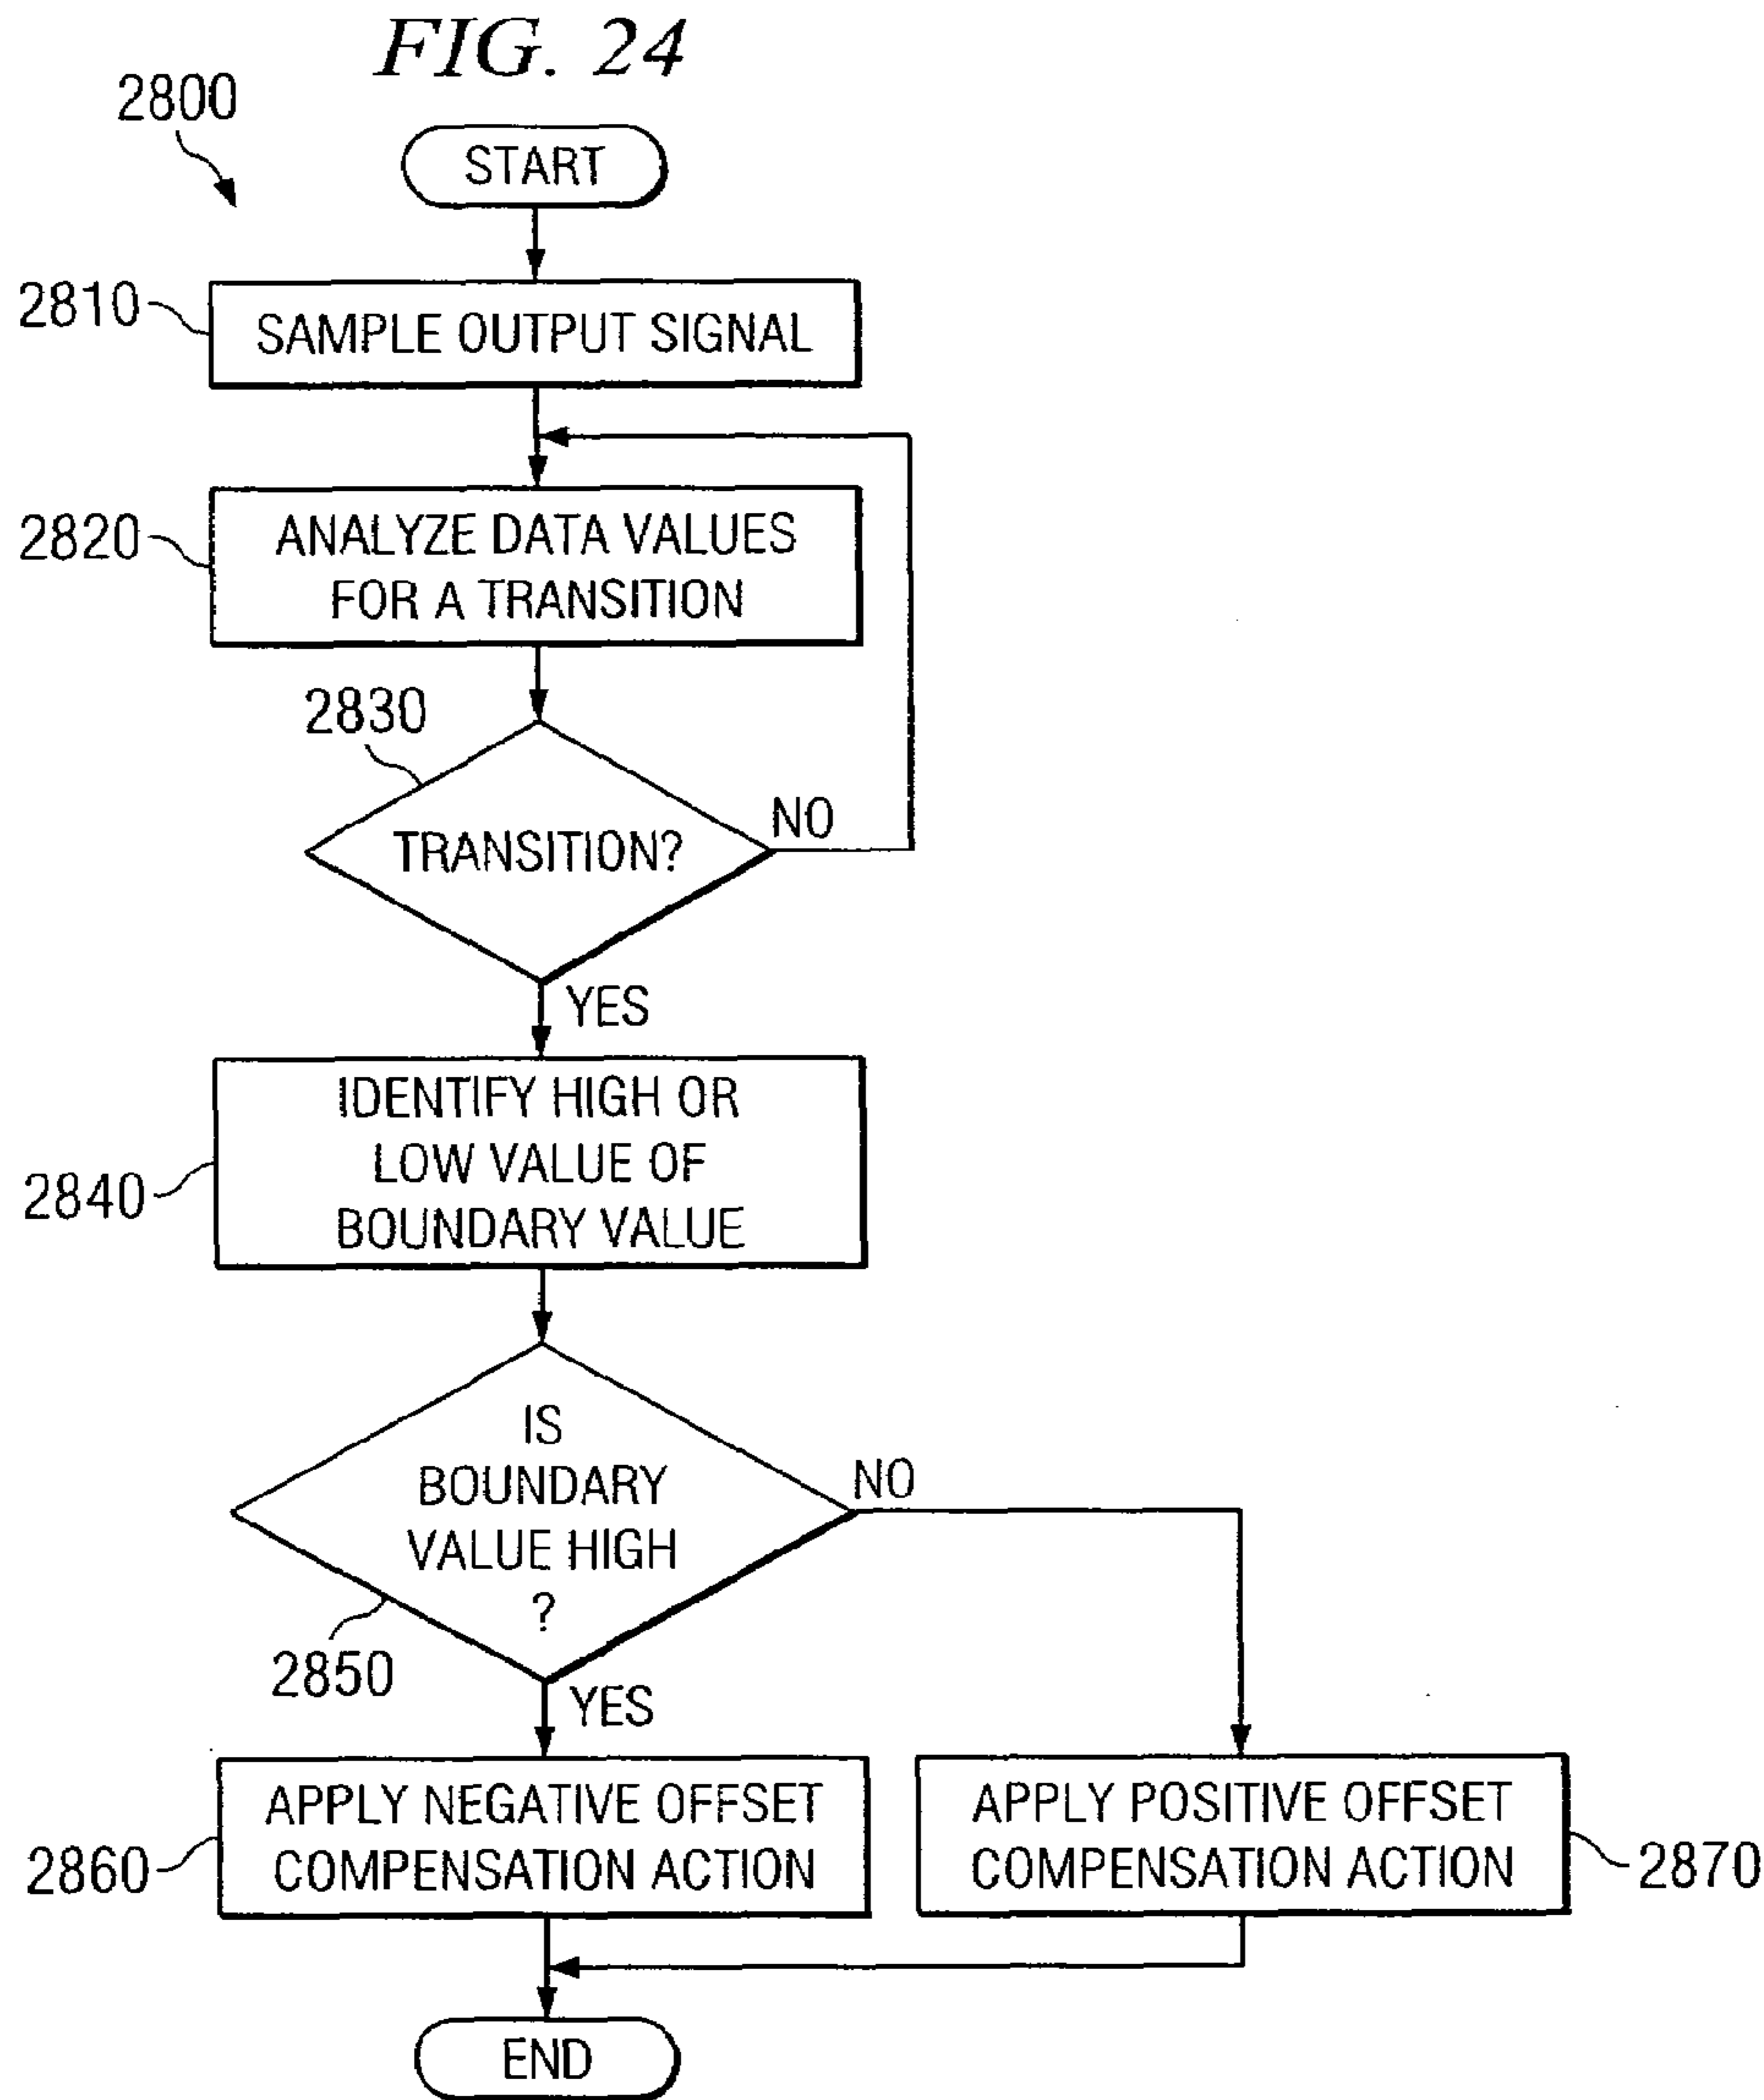 FIG. 24
2800
START
2810
SAMPLE OUTPUT SIGNAL
2820
ANALYZE DATA VALUES
FOR A TRANSITION
2830
TRANSITION?
NO
YES
2840
IDENTIFY HIGH OR
LOW VALUE OF
BOUNDARY VALUE
IS
BOUNDARY
VALUE HIGH
?
NO
2850
YES
2860
APPLY NEGATIVE OFFSET
COMPENSATION ACTION
APPLY POSITIVE OFFSET
COMPENSATION ACTION
2870
END